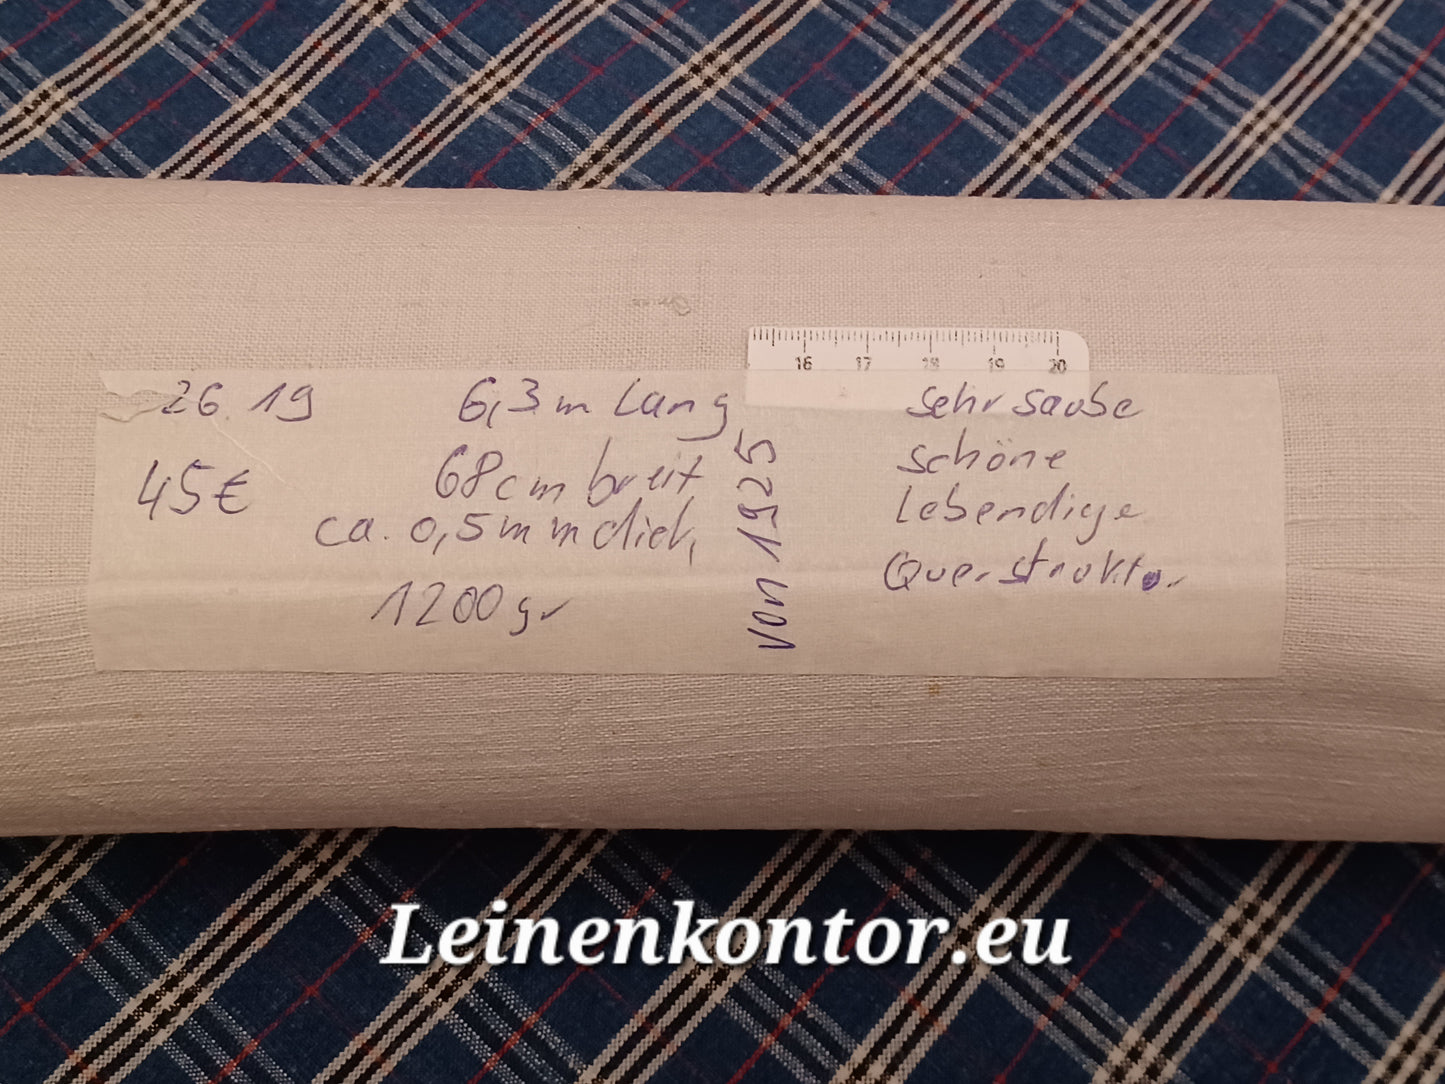 26.19
45€
6,3 m lang
68 cm breit
ca. 0,5 mm dick,
1200 gr
von 1925
16 17 18 19 20
sehr saube
schöne
lebendige
Querstruktur
Leinenkontor.eu